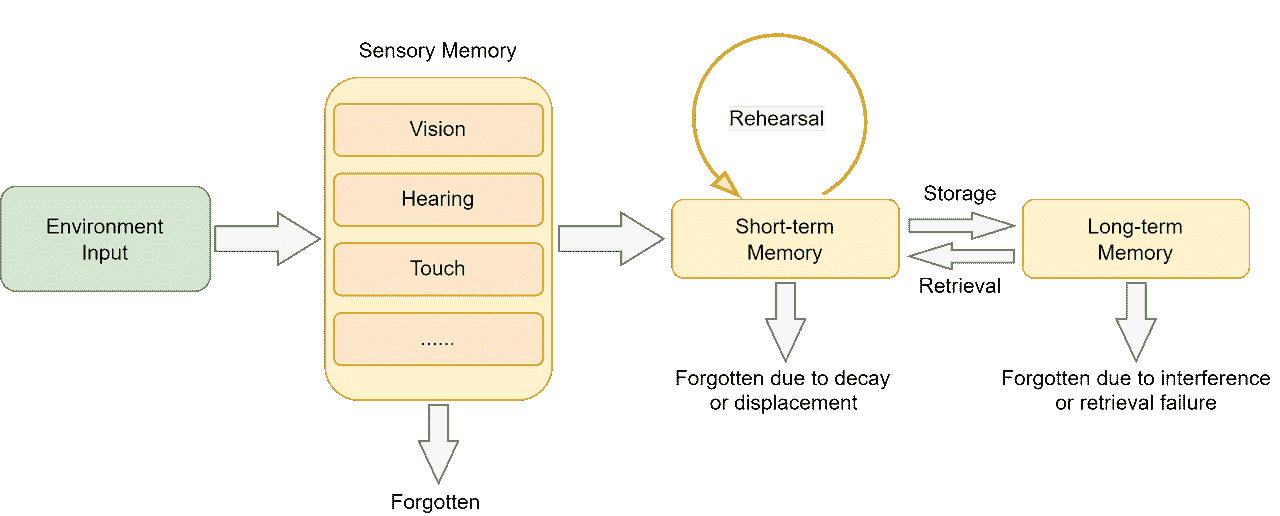 Sensory Memory
Environment
Input
Vision
Hearing
Touch
......
Forgotten
Rehearsal
Short-term
Memory
Storage
Retrieval
Long-term
Memory
Forgotten due to decay
or displacement
Forgotten due to interference
or retrieval failure